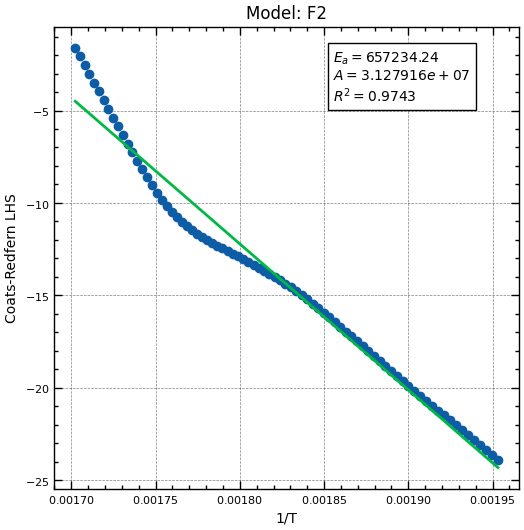 Model: F2
E_a = 657234.24
A = 3.127916e + 07
R² = 0.9743
Coats-Redfern LHS
−5
−10
−15
−20
−25
0.00170 0.00175 0.00180 0.00185 0.00190 0.00195
1/T